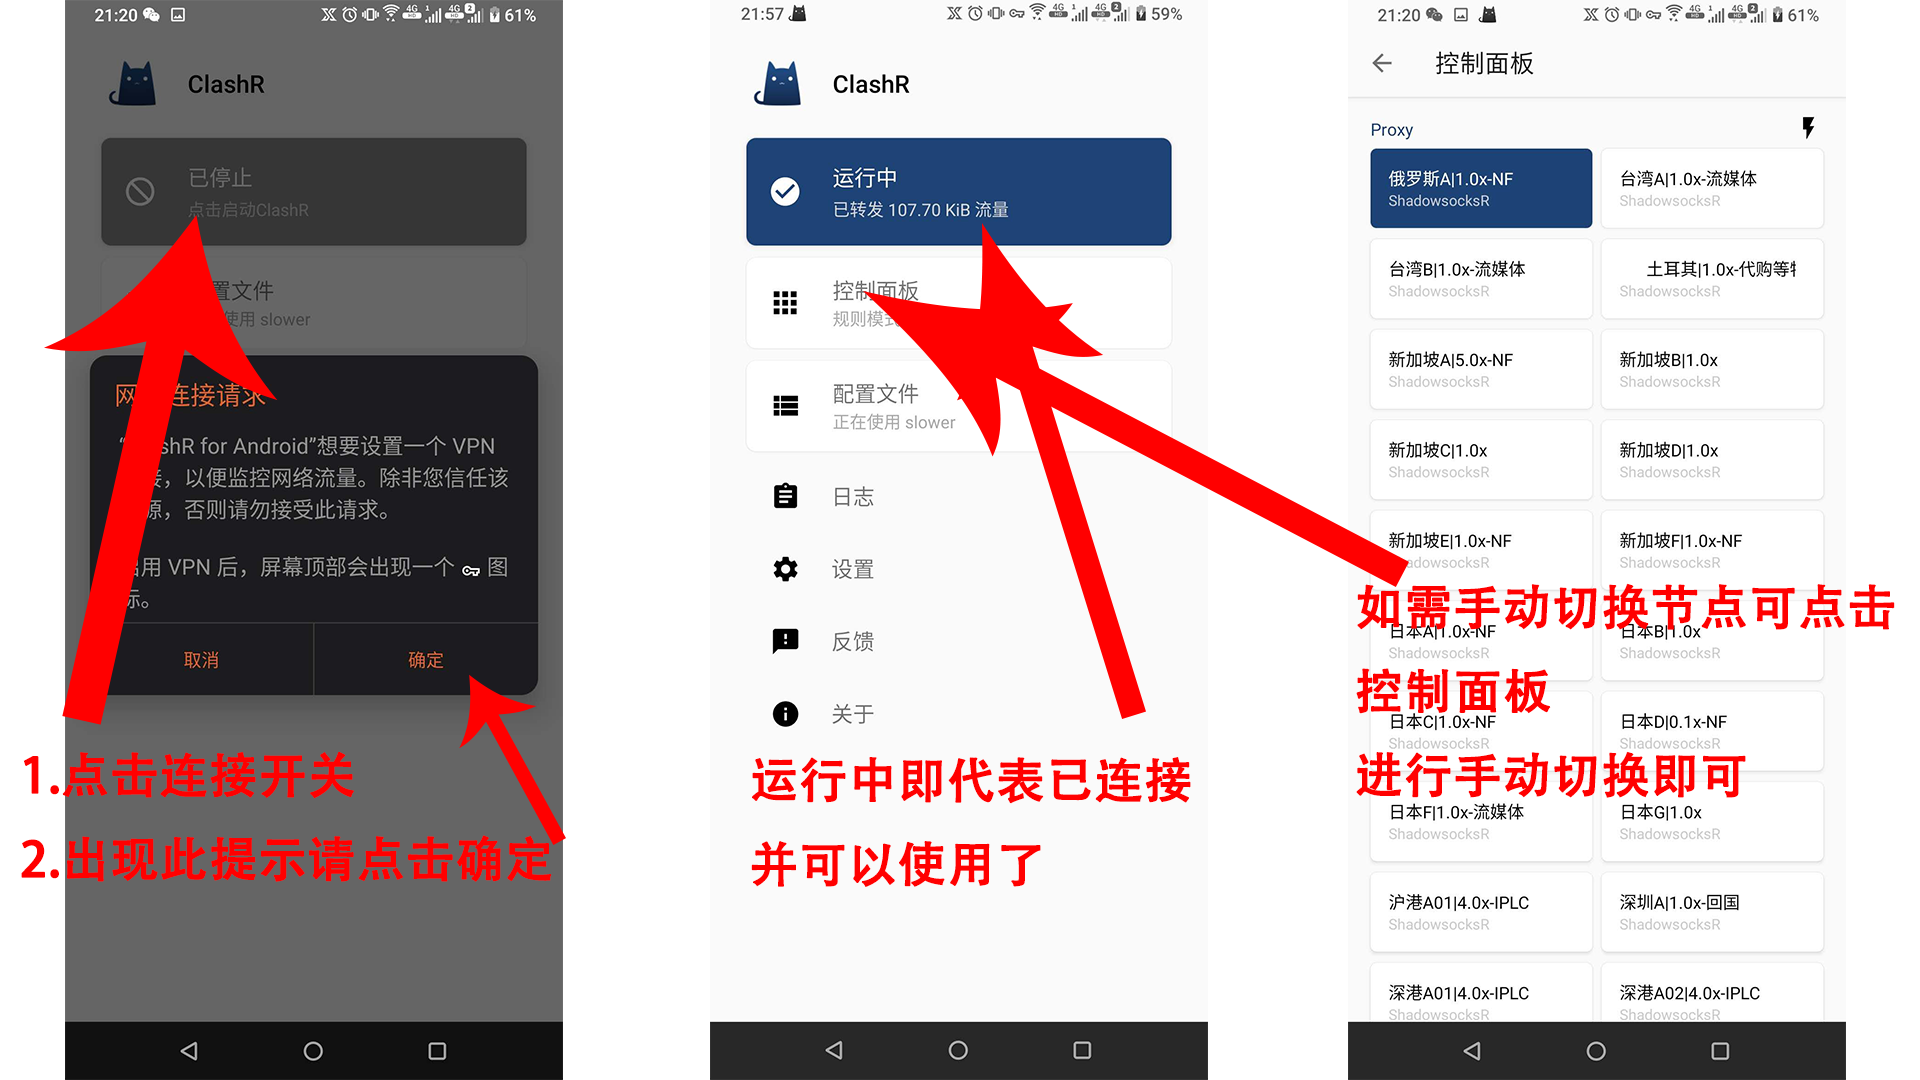 21:20
61%
ClashR
已停止
点击启动ClashR
置文件
使用 slower
连接请求
shR for Android”想要设置一个 VPN
,以便监控网络流量。除非您信任该
源,否则请勿接受此请求。
用 VPN 后,屏幕顶部会出现一个 图
标。
取消
确定
1.点击连接开关
2.出现此提示请点击确定
21:57
59%
ClashR
运行中
已转发 107.70 KiB 流量
控制面板
规则模式
配置文件
正在使用 slower
日志
设置
反馈
关于
运行中即代表已连接
并可以使用了
21:20
61%
控制面板
Proxy
俄罗斯A|1.0x-NF
ShadowsocksR
台湾A|1.0x-流媒体
ShadowsocksR
台湾B|1.0x-流媒体
ShadowsocksR
土耳其|1.0x-代购等
ShadowsocksR
新加坡A|5.0x-NF
ShadowsocksR
新加坡B|1.0x
ShadowsocksR
新加坡C|1.0x
ShadowsocksR
新加坡D|1.0x
ShadowsocksR
新加坡E|1.0x-NF
adowsocksR
新加坡F|1.0x-NF
ShadowsocksR
如需手动切换节点可点击
日本A|1.0x-NF
ShadowsocksR
日本B|1.0x
ShadowsocksR
控制面板
日本C|1.0x-NF
ShadowsocksR
日本D|0.1x-NF
ShadowsocksR
进行手动切换即可
日本F|1.0x-流媒体
ShadowsocksR
日本G|1.0x
ShadowsocksR
沪港A01|4.0x-IPLC
ShadowsocksR
深圳A|1.0x-回国
ShadowsocksR
深港A01|4.0x-IPLC
ShadowsocksR
深港A02|4.0x-IPLC
ShadowsocksR